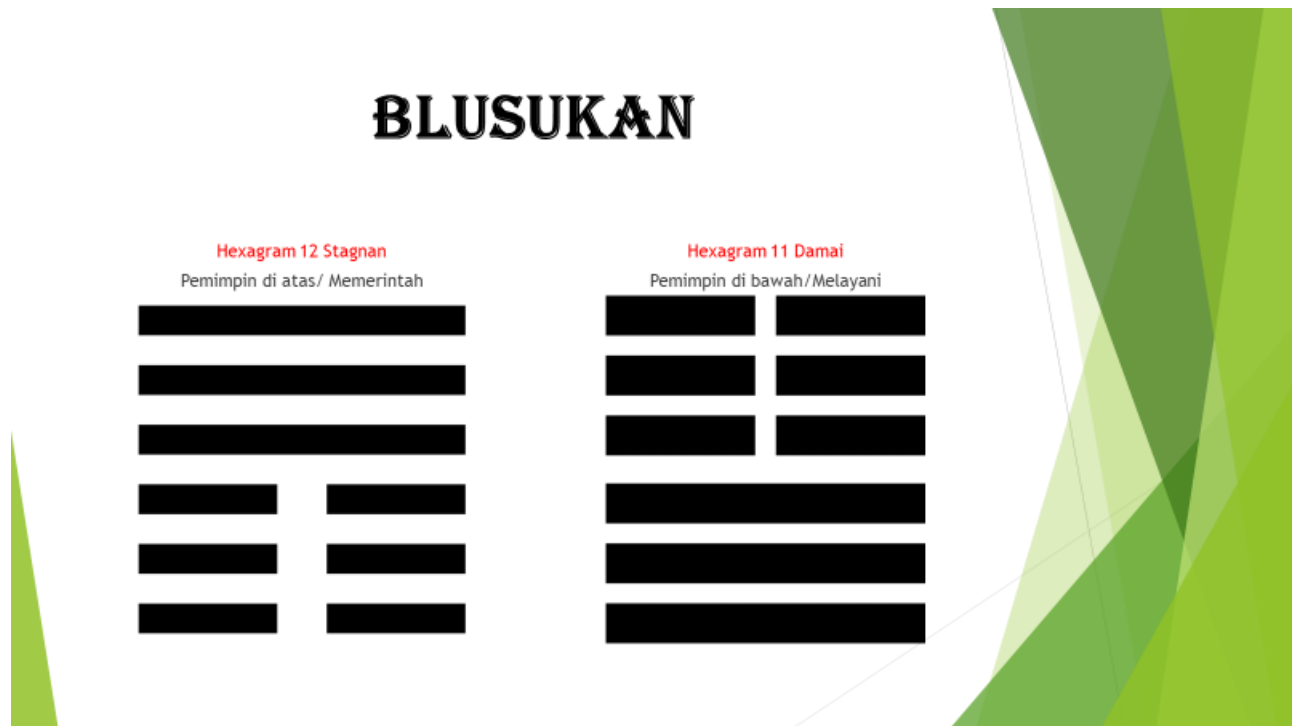 BLUSUKAN
Hexagram 12 Stagnan
Pemimpin di atas/ Memerintah
Hexagram 11 Damai
Pemimpin di bawah/Melayani